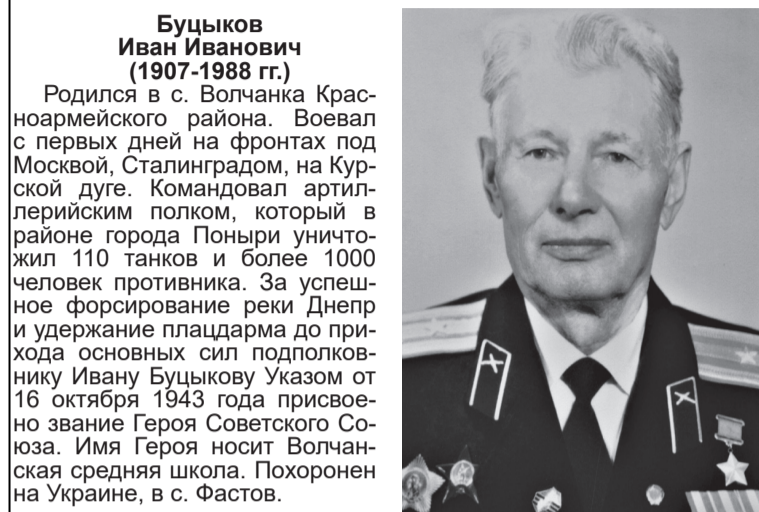 Буцыков
Иван Иванович
(1907-1988 гг.)
Родился в с. Волчанка Крас-
ноармейского района. Воевал
с первых дней на фронтах под
Москвой, Сталинградом, на Кур-
ской дуге. Командовал артил-
лерийским полком, который в
районе города Поныри уничто-
жил 110 танков и более 1000
человек противника. За успеш-
ное форсирование реки Днепр
и удержание плацдарма до при-
хода основных сил подполков-
нику Ивану Буцыкову Указом от
16 октября 1943 года присвое-
но звание Героя Советского Со-
юза. Имя Героя носит Волчан-
ская средняя школа. Похоронен
на Украине, в с. Фастов.